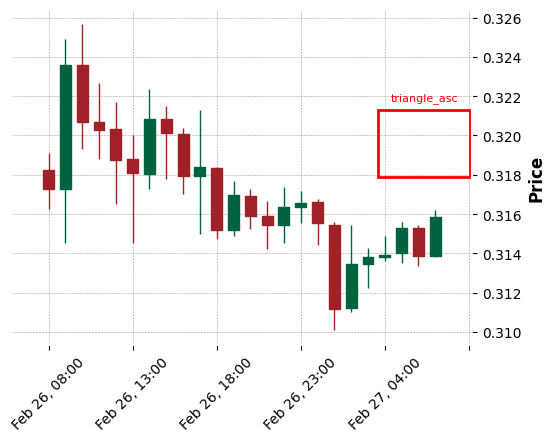 0.326
0.324
0.322
triangle_asc
0.320
0.318
0.316
0.314
0.312
0.310
Price
Feb 26, 08:00
Feb 26, 13:00
Feb 26, 18:00
Feb 26, 23:00
Feb 27, 04:00